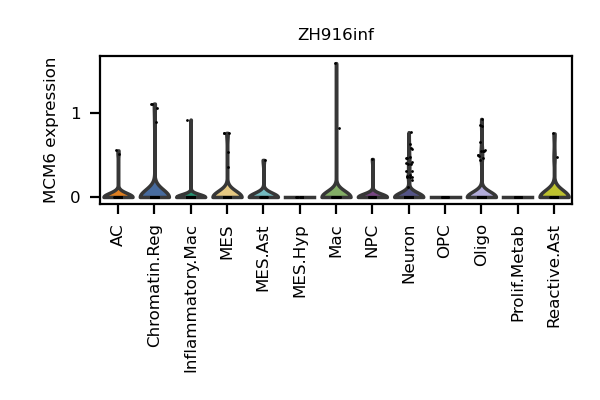 ZH916inf
MCM6 expression
1
0
AC
Chromatin.Reg
Inflammatory.Mac
MES
MES.Ast
MES.Hyp
Mac
NPC
Neuron
OPC
Oligo
Prolif.Metab
Reactive.Ast